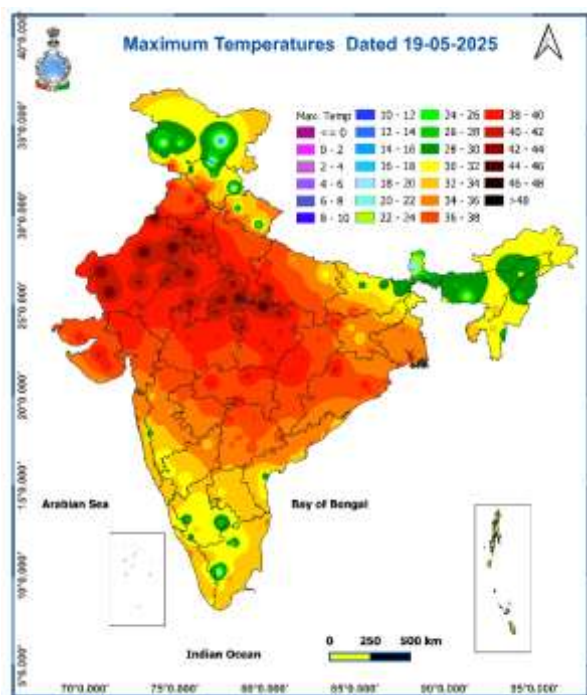 Maximum Temperatures Dated 19-05-2025
Max. Temp
<= 0
0 - 2
2 - 4
4 - 6
6 - 8
8 - 10
10 - 12
12 - 14
14 - 16
16 - 18
18 - 20
20 - 22
22 - 24
24 - 26
26 - 28
28 - 30
30 - 32
32 - 34
34 - 36
36 - 38
38 - 40
40 - 42
42 - 44
44 - 46
46 - 48
>48
40°0.000'
35°0.000'
30°0.000'
25°0.000'
20°0.000'
15°0.000'
10°0.000'
5°0.000'
Arabian Sea
Bay of Bengal
Indian Ocean
0 250 500 km
70°0.000' 75°0.000' 80°0.000' 85°0.000' 90°0.000' 95°0.000'